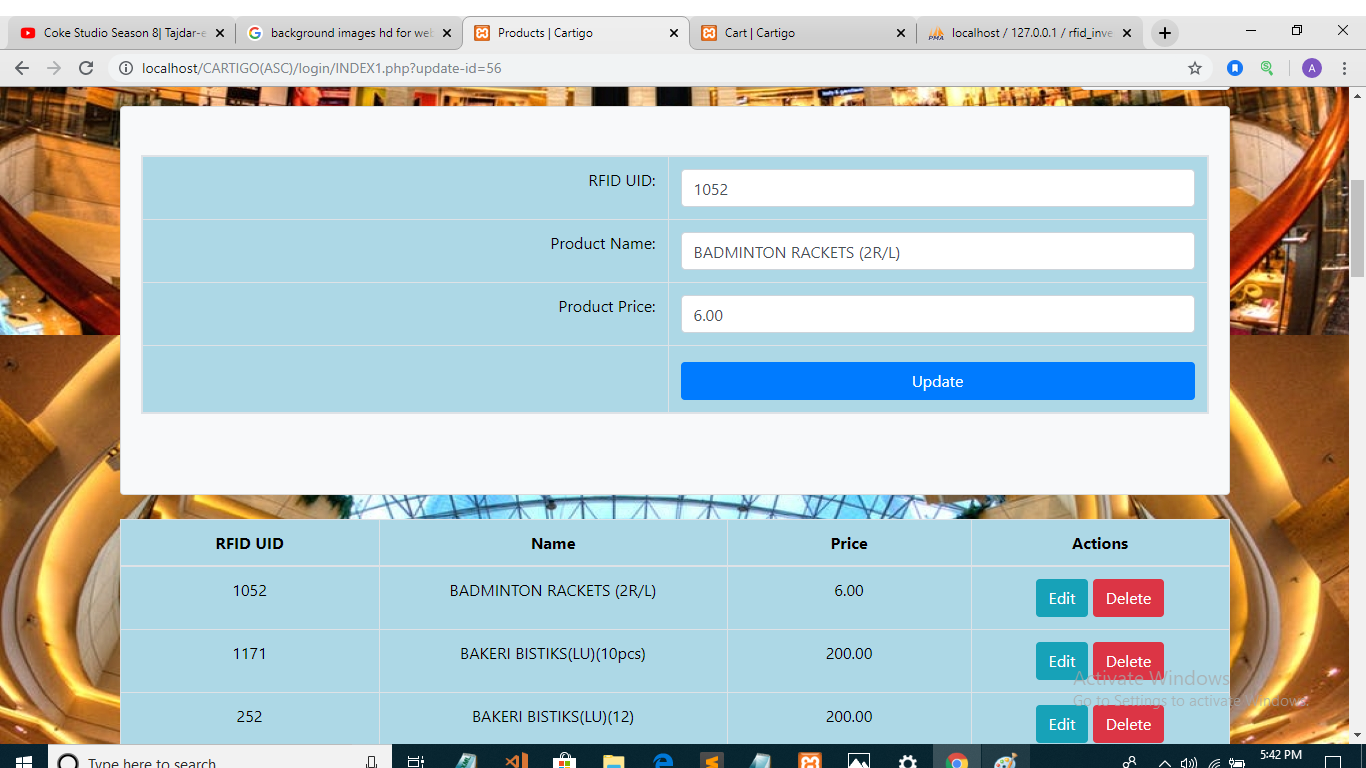 Coke Studio Season 8| Tajdar-e
background images hd for web
Products | Cartigo
Cart | Cartigo
localhost / 127.0.0.1 / rfid_inve
localhost/CARTIGO(ASC)/login/INDEX1.php?update-id=56
A
RFID UID: 1052
Product Name: BADMINTON RACKETS (2R/L)
Product Price: 6.00
Update
RFID UID Name Price Actions
1052 BADMINTON RACKETS (2R/L) 6.00 Edit Delete
1171 BAKERI BISTIKS(LU)(10pcs) 200.00 Edit Delete
252 BAKERI BISTIKS(LU)(12) 200.00 Edit Delete
Activate Windows
Go to Settings to activate Windows.
Type here to search
5:42 PM